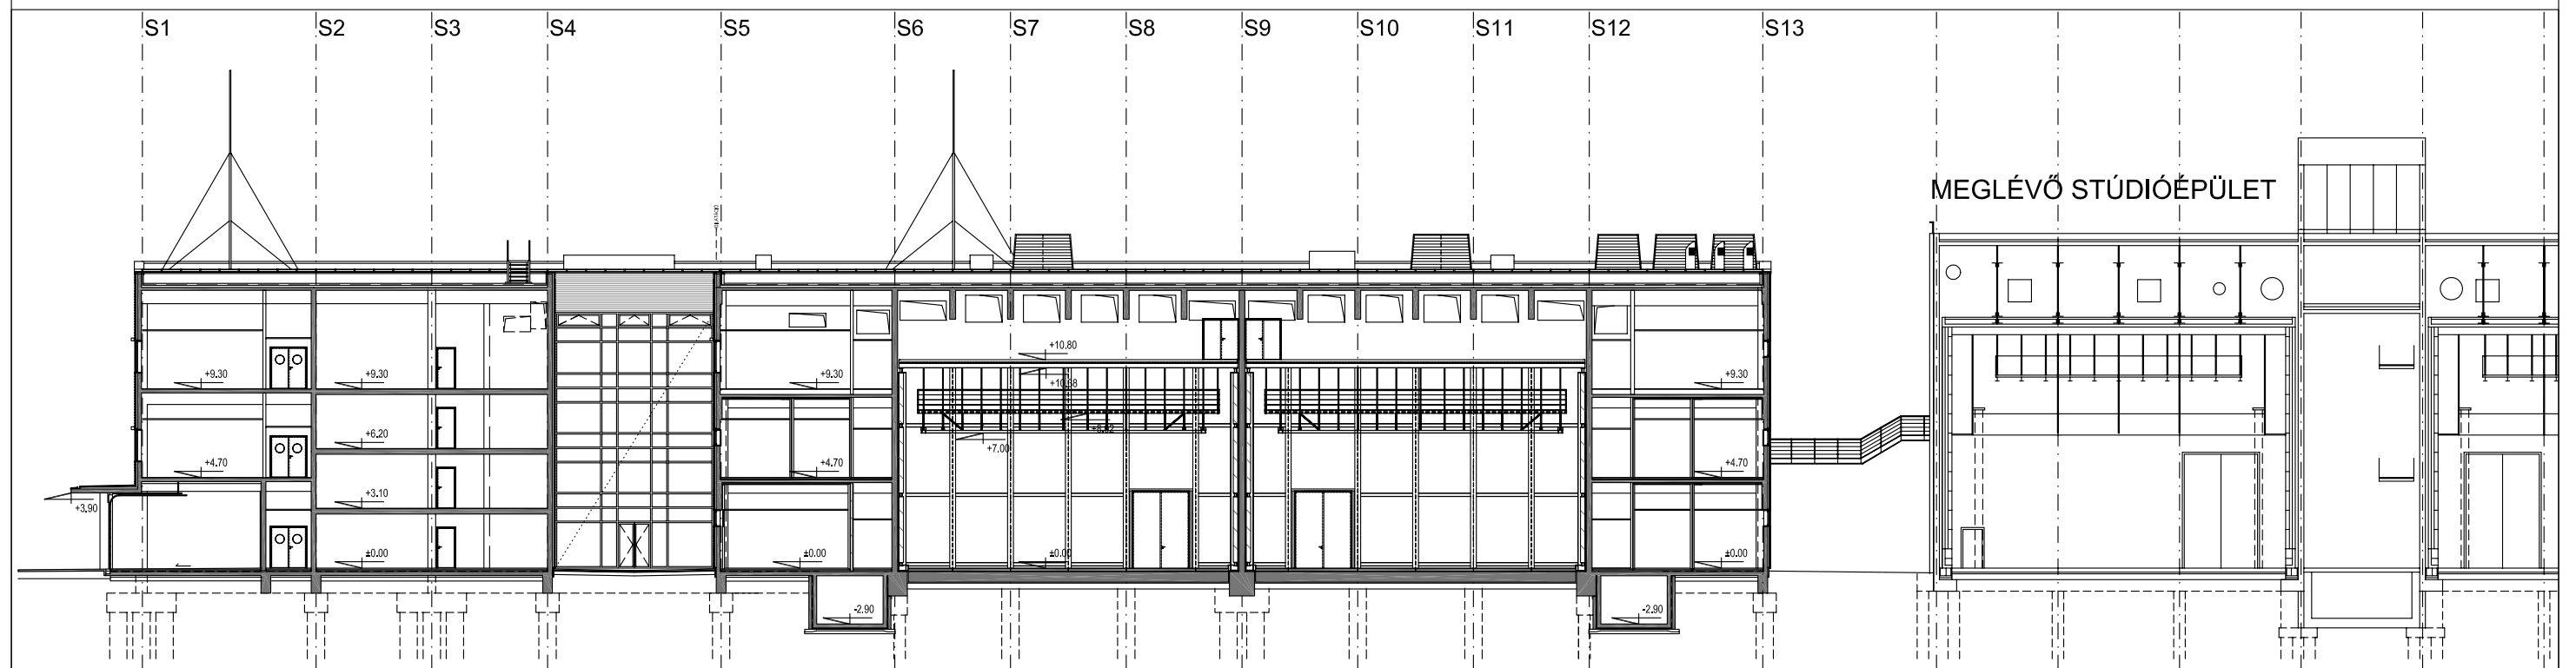 S1 S2 S3 S4 S5 S6 S7 S8 S9 S10 S11 S12 S13
MEGLÉVŐ STÚDIÓÉPÜLET
+10.80
+9.30 +9.30 +9.30 +9.30
+6.20
+7.00
+4.70 +4.70 +4.70
+3.10
+3.90
±0.00 ±0.00 ±0.00 ±0.00
-2.90 -2.90